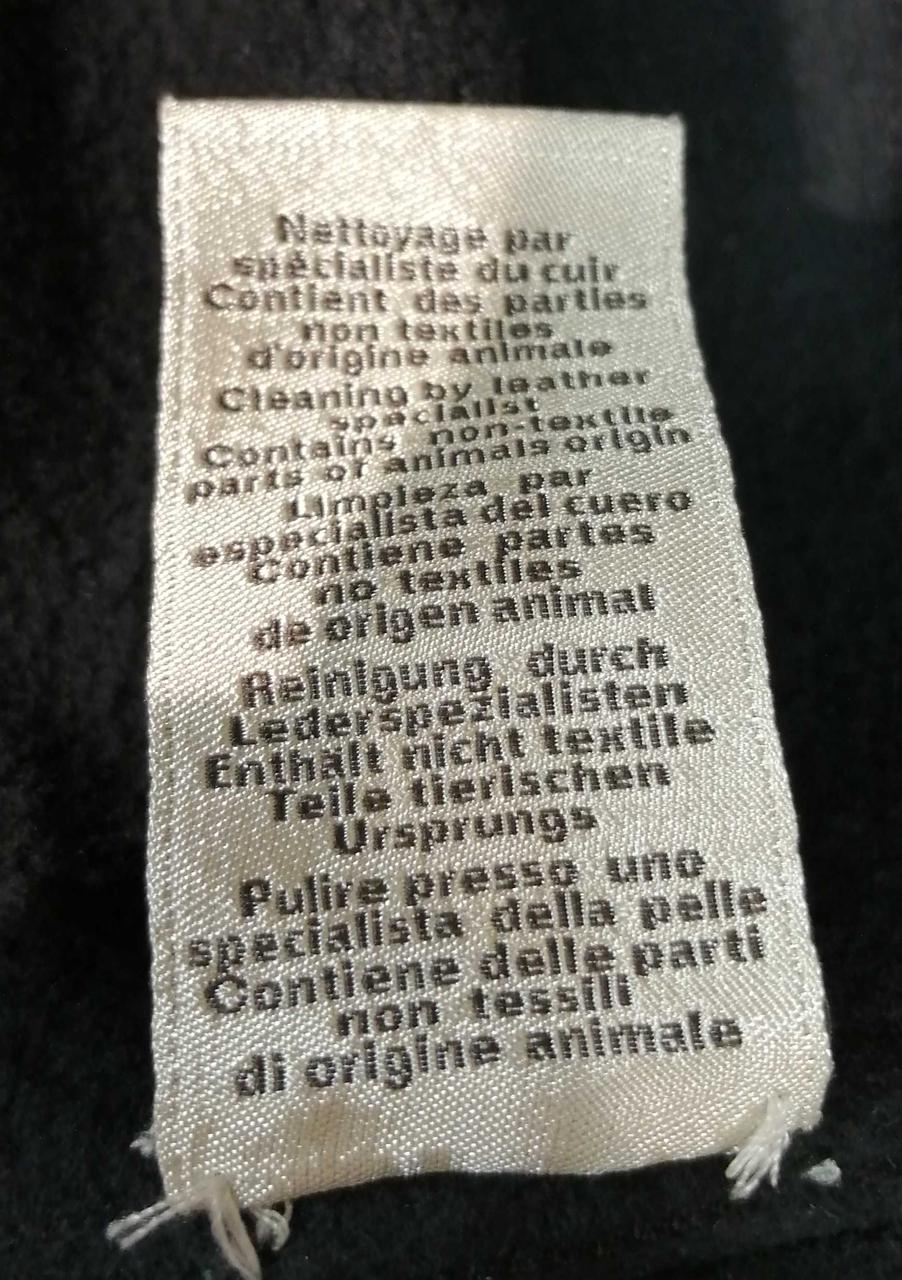 Nettoyage par
spécialiste du cuir
Contient des parties
non textiles
d'origine animale
Cleaning by leather
specialist
Contains non-textile
parts of animals origin
Limpieza par
especialista del cuero
Contiene partes
no textiles
de origen animal
Reinigung durch
Lederspezialisten
Enthält nicht textile
Teile tierischen
Ursprungs
Pulire presso uno
specialista della pelle
Contiene delle parti
non tessili
di origine animale